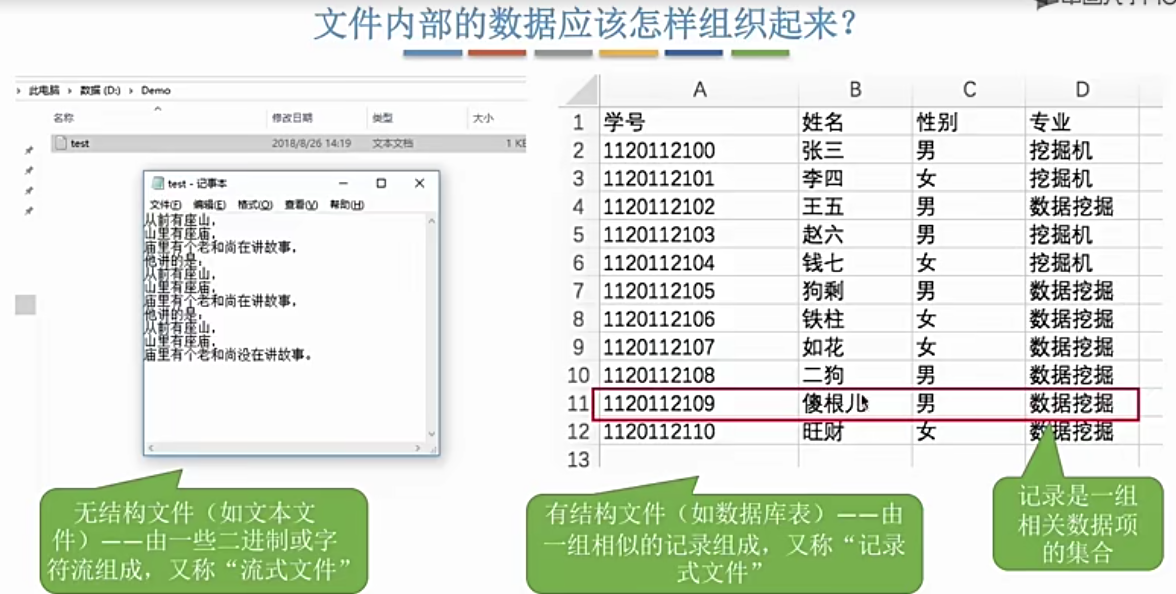 文件内部的数据应该怎样组织起来？
› 此电脑 › 数据 (D:) › Demo
名称 修改日期 类型 大小
test 2018/8/26 14:19 文本文档 1 KB
test - 记事本
文件(F) 编辑(E) 格式(O) 查看(V) 帮助(H)
从前有座山，
山里有座庙，
庙里有个老和尚在讲故事，
他讲的是：
从前有座山，
山里有座庙，
庙里有个老和尚在讲故事，
他讲的是：
从前有座山，
山里有座庙，
庙里有个老和尚没在讲故事。
无结构文件（如文本文
件）——由一些二进制或字
符流组成，又称“流式文件”
A B C D
1 学号 姓名 性别 专业
2 1120112100 张三 男 挖掘机
3 1120112101 李四 女 挖掘机
4 1120112102 王五 男 数据挖掘
5 1120112103 赵六 男 挖掘机
6 1120112104 钱七 女 挖掘机
7 1120112105 狗剩 男 数据挖掘
8 1120112106 铁柱 女 数据挖掘
9 1120112107 如花 女 数据挖掘
10 1120112108 二狗 男 数据挖掘
11 1120112109 傻根儿 男 数据挖掘
12 1120112110 旺财 女 数据挖掘
13
有结构文件（如数据库表）——由
一组相似的记录组成，又称“记录
式文件”
记录是一组
相关数据项
的集合